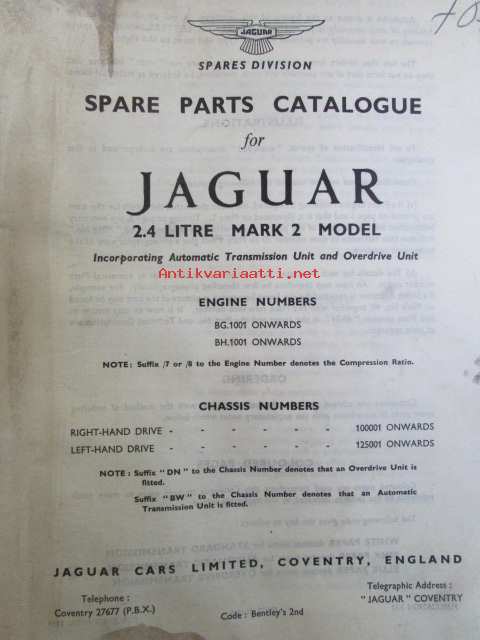 JAGUAR
SPARES DIVISION
SPARE PARTS CATALOGUE
for
JAGUAR
2.4 LITRE MARK 2 MODEL
Incorporating Automatic Transmission Unit and Overdrive Unit
Antikvariaatti.net
ENGINE NUMBERS
BG.1001 ONWARDS
BH.1001 ONWARDS
NOTE: Suffix /7 or /8 to the Engine Number denotes the Compression Ratio.
CHASSIS NUMBERS
RIGHT-HAND DRIVE - - - - - - 100001 ONWARDS
LEFT-HAND DRIVE - - - - - - 125001 ONWARDS
NOTE: Suffix "DN" to the Chassis Number denotes that an Overdrive Unit is
fitted.
Suffix "BW" to the Chassis Number denotes that an Automatic
Transmission Unit is fitted.
JAGUAR CARS LIMITED, COVENTRY, ENGLAND
Telephone:
Coventry 27677 (P.B.X.)
Code: Bentley's 2nd
Telegraphic Address:
"JAGUAR" COVENTRY